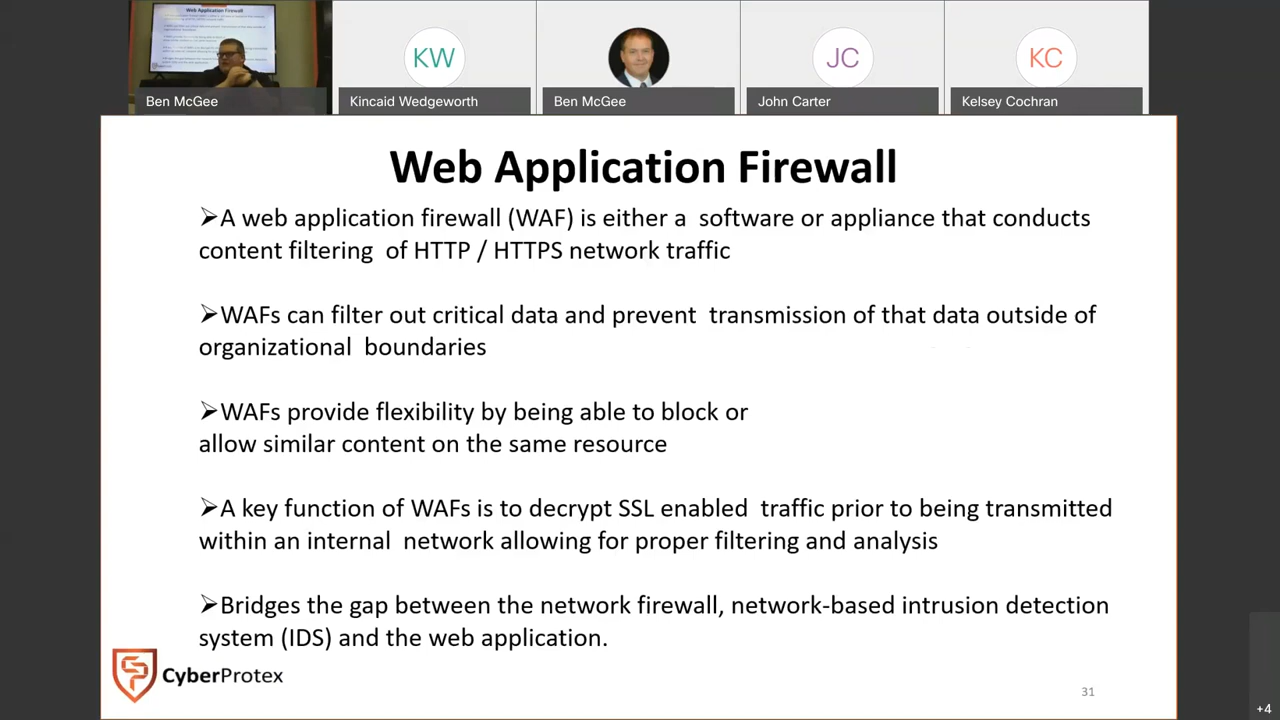 Web Application Firewall
KW
JC
KC
Ben McGee
Kincaid Wedgeworth
Ben McGee
John Carter
Kelsey Cochran
Web Application Firewall
➢A web application firewall (WAF) is either a software or appliance that conducts
content filtering of HTTP / HTTPS network traffic
➢WAFs can filter out critical data and prevent transmission of that data outside of
organizational boundaries
➢WAFs provide flexibility by being able to block or
allow similar content on the same resource
➢A key function of WAFs is to decrypt SSL enabled traffic prior to being transmitted
within an internal network allowing for proper filtering and analysis
➢Bridges the gap between the network firewall, network-based intrusion detection
system (IDS) and the web application.
CyberProtex
31
+4